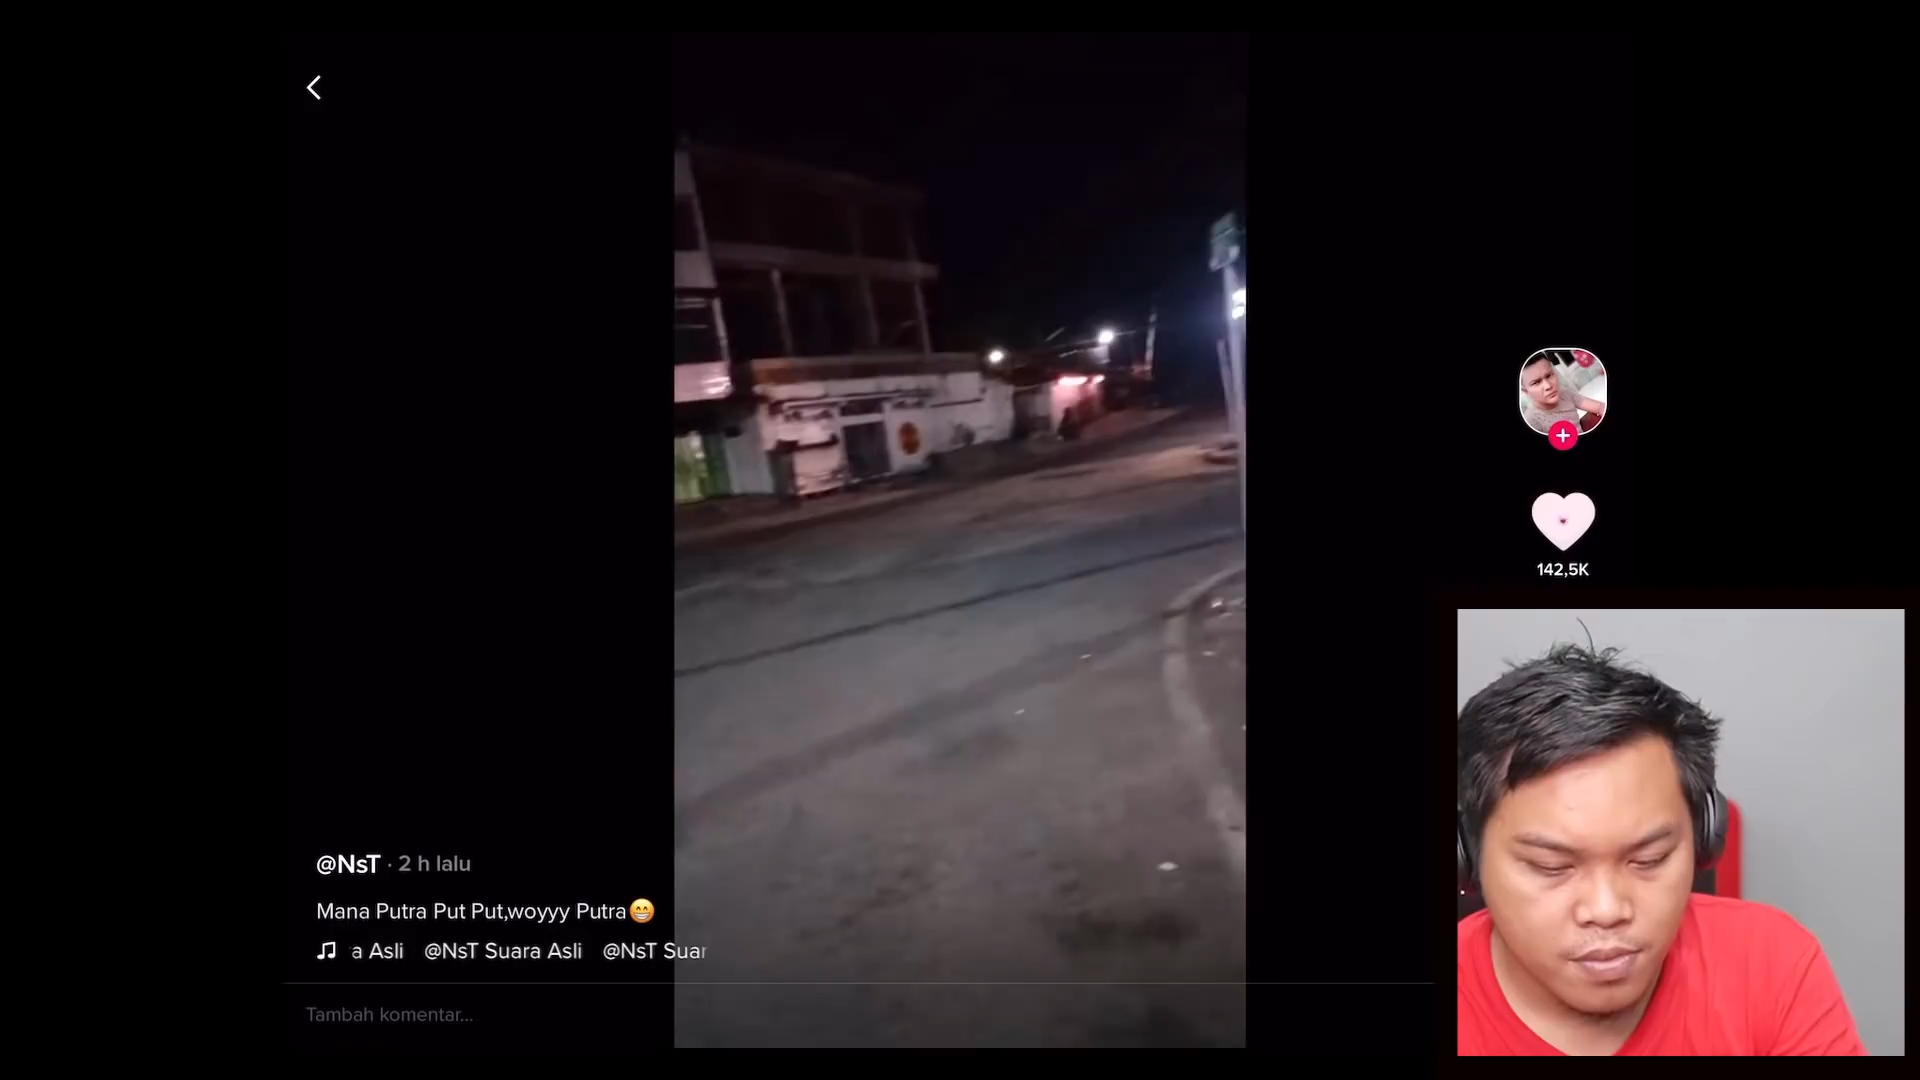 142,5K
@NsT · 2 h lalu
Mana Putra Put Put,woyyy Putra😁
a Asli @NsT Suara Asli @NsT Suar
Tambah komentar...